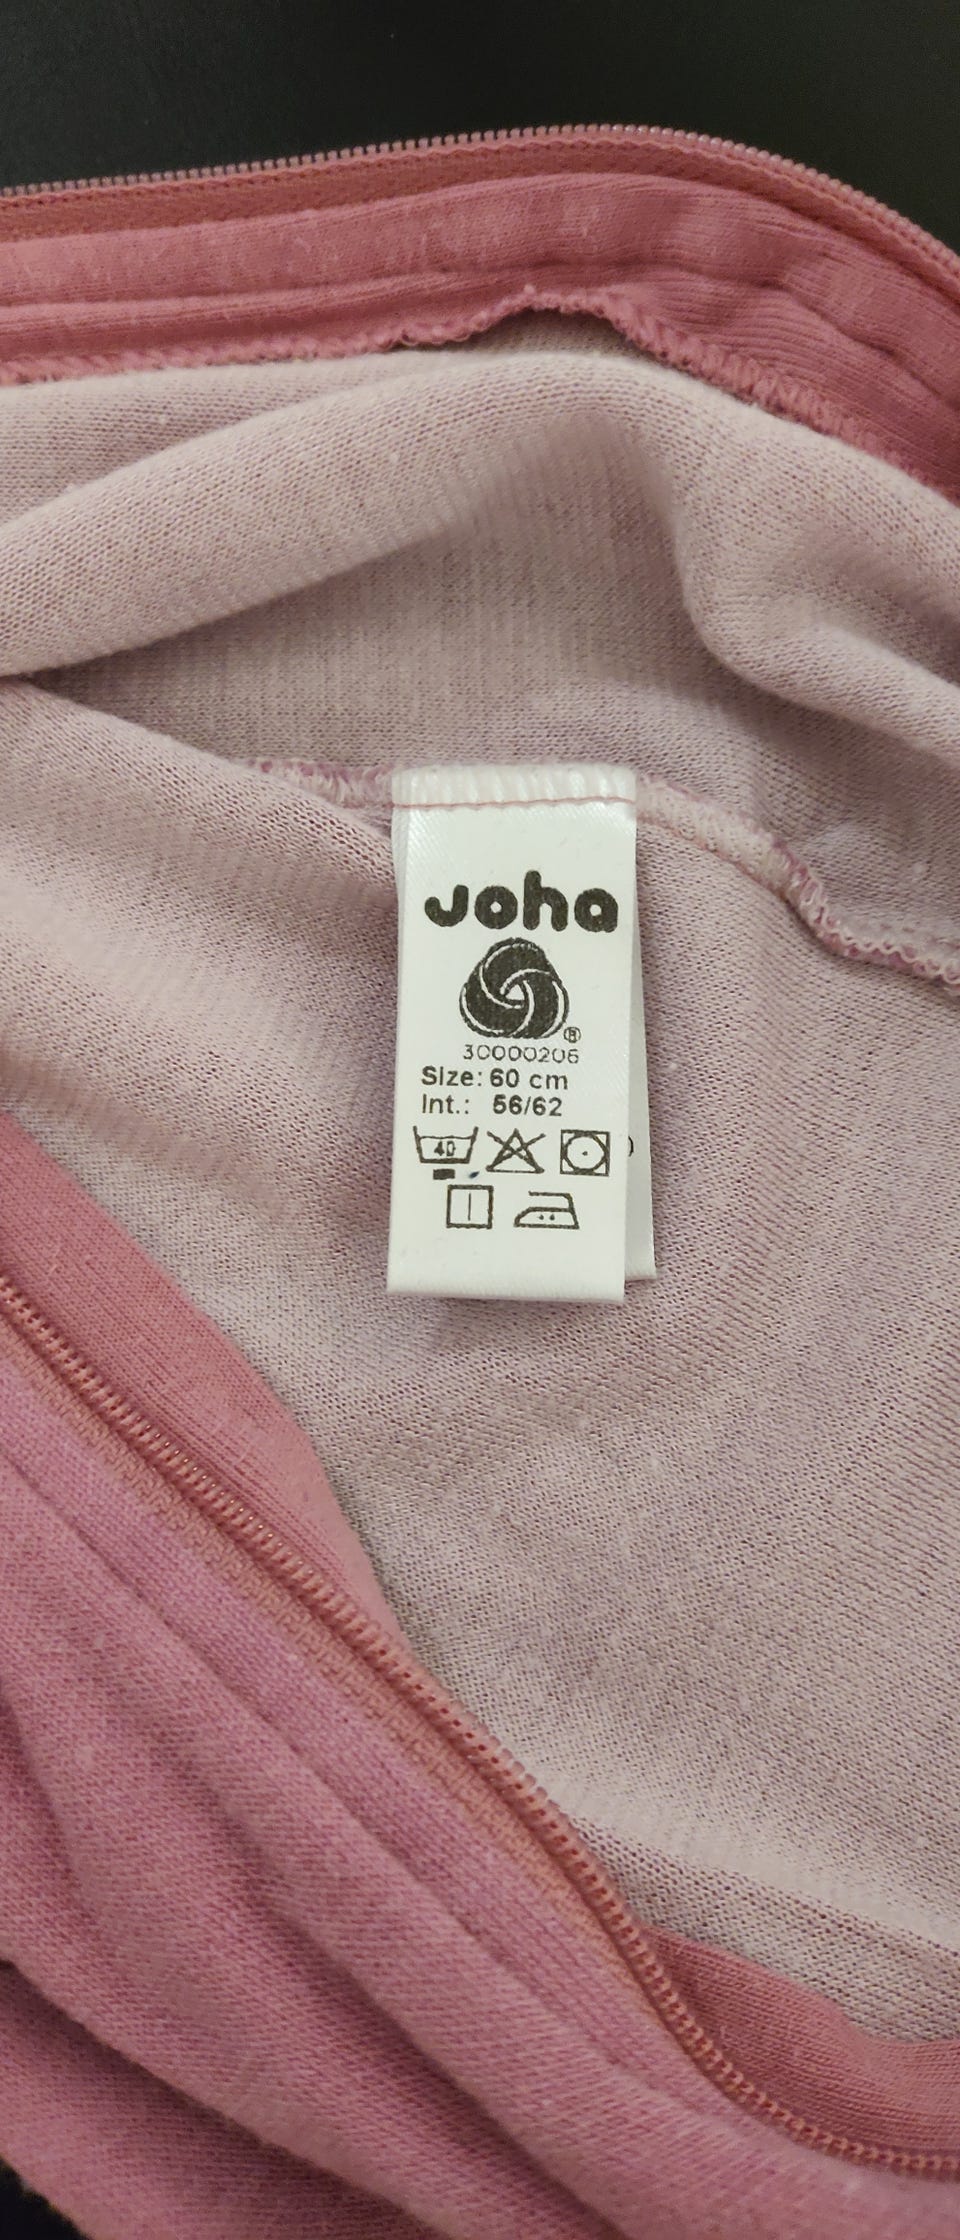 Joha
®
30000206
Size: 60 cm
Int.: 56/62
40